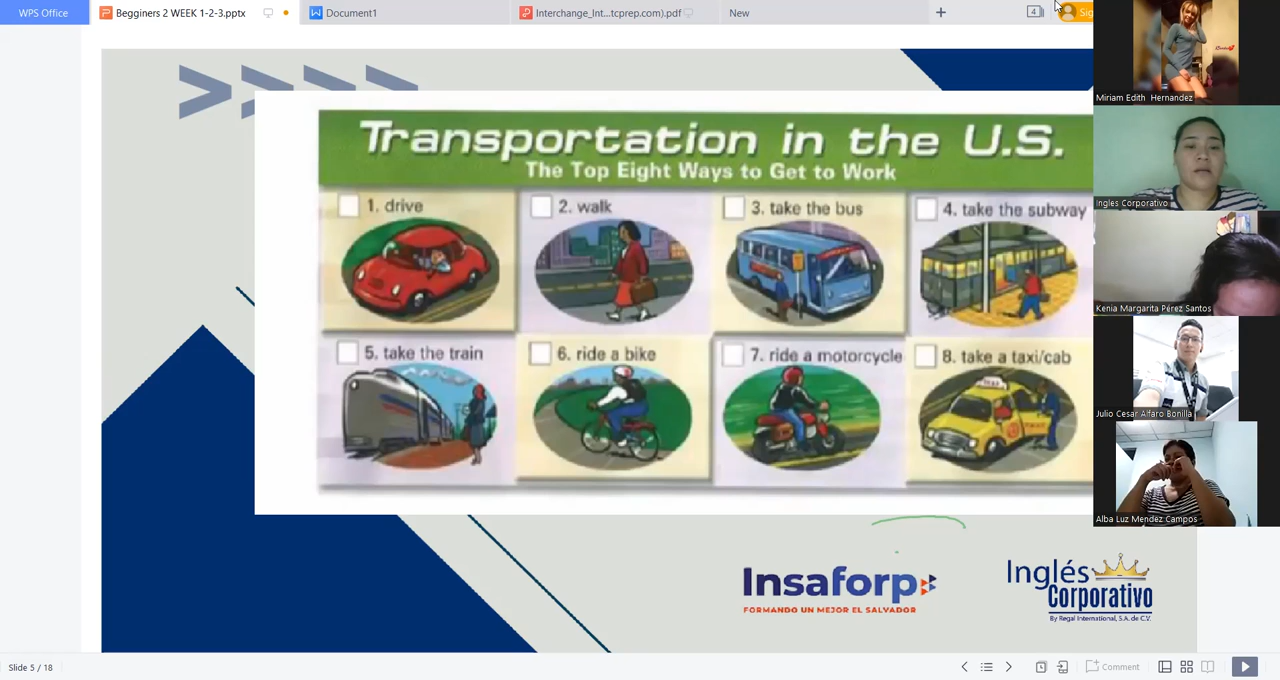 WPS Office
Begginers 2 WEEK 1-2-3.pptx
Document1
Interchange_Int...tcprep.com).pdf
New
4
Sig
Transportation in the U.S.
The Top Eight Ways to Get to Work
1. drive
2. walk
3. take the bus
4. take the subway
5. take the train
6. ride a bike
7. ride a motorcycle
8. take a taxi/cab
TAXI
Insaforp
FORMANDO UN MEJOR EL SALVADOR
Inglés
Corporativo
By Regal International, S.A. de C.V.
Miriam Edith Hernandez
Ingles Corporativo
Kenia Margarita Pérez Santos
Julio Cesar Alfaro Bonilla
Alba Luz Mendez Campos
Slide 5 / 18
Comment